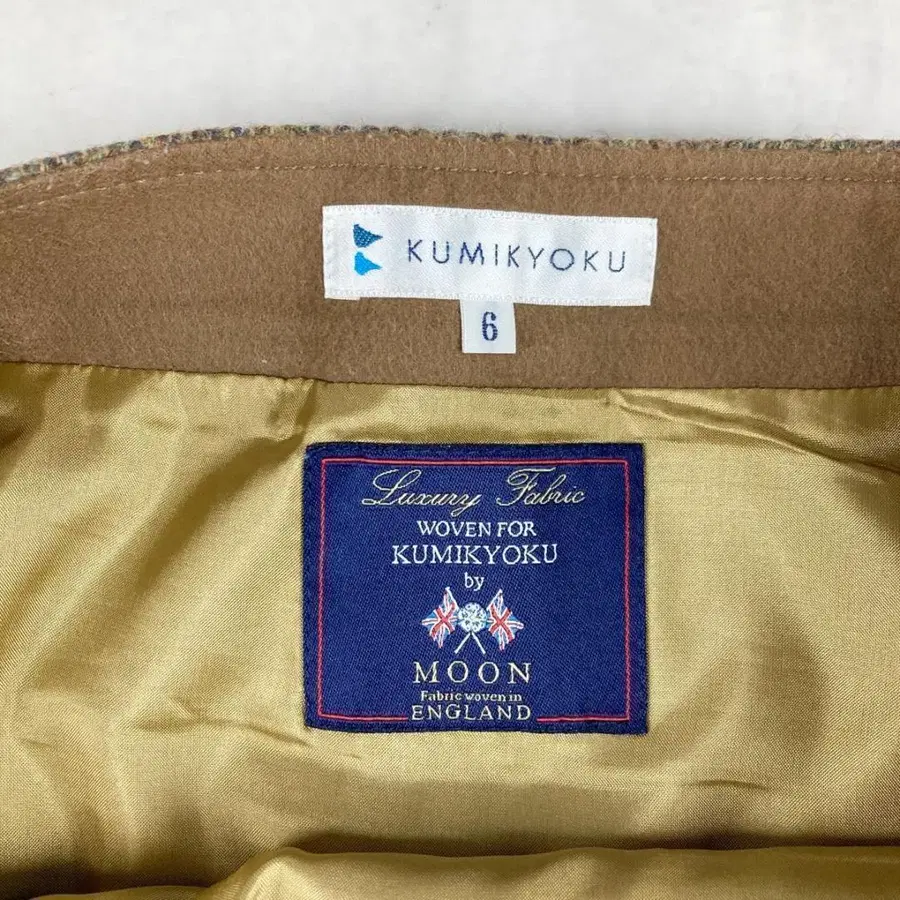 KUMIKYOKU
6
Luxury Fabric
WOVEN FOR
KUMIKYOKU
by
MOON
Fabric woven in
ENGLAND